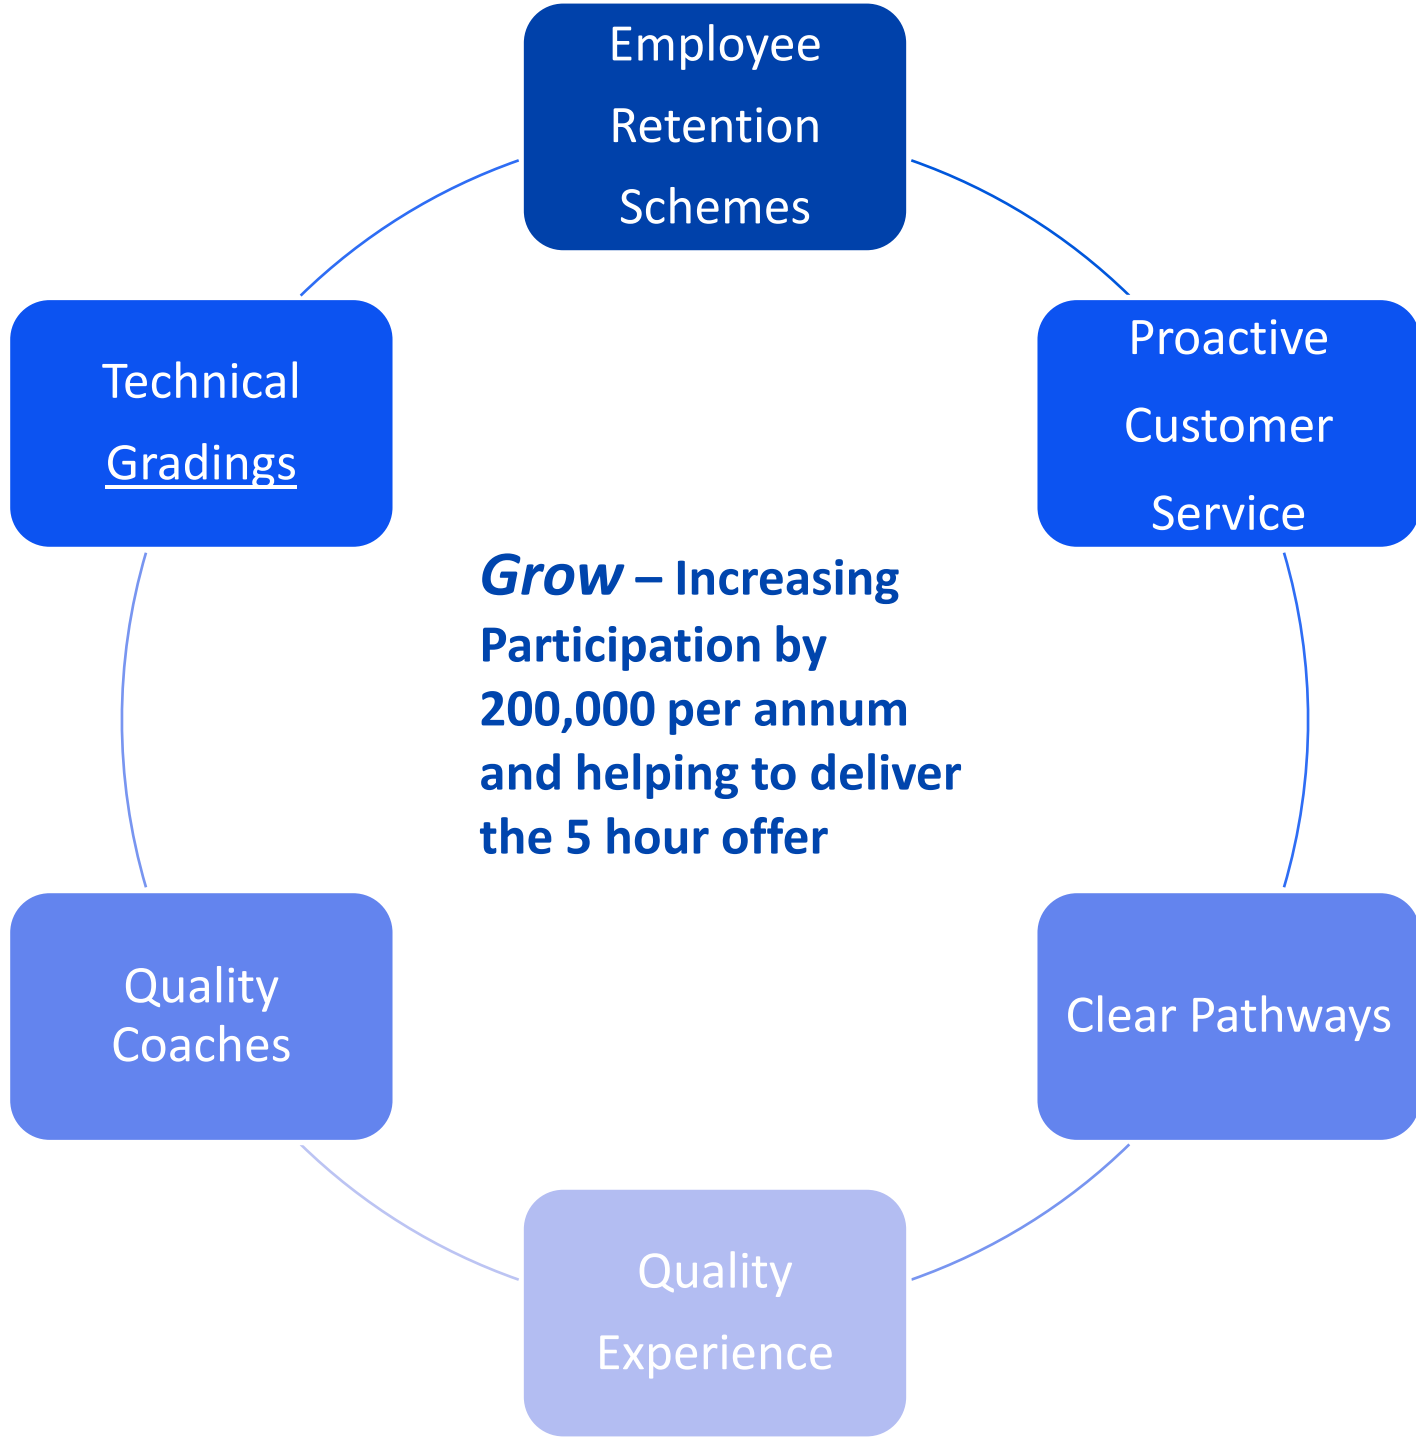 Employee
Retention
Schemes
Proactive
Customer
Service
Clear Pathways
Quality
Experience
Quality
Coaches
Technical
Gradings
Grow – Increasing
Participation by
200,000 per annum
and helping to deliver
the 5 hour offer